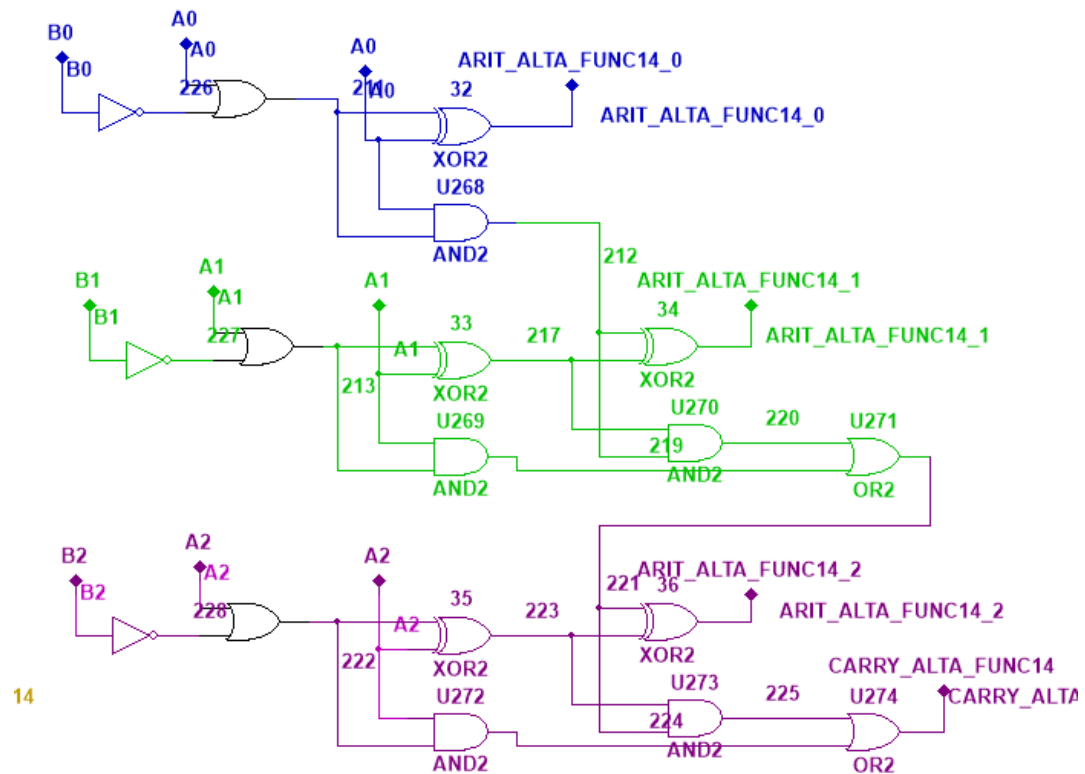 A0
B0
A0
B0
A0
ARIT_ALTA_FUNC14_0
226
211
A0
32
ARIT_ALTA_FUNC14_0
XOR2
U268
AND2
212
A1
B1
A1
B1
A1
ARIT_ALTA_FUNC14_1
227
33
217
34
ARIT_ALTA_FUNC14_1
A1
213
XOR2
XOR2
U269
U270
220
U271
219
AND2
AND2
OR2
A2
B2
A2
B2
A2
ARIT_ALTA_FUNC14_2
221
36
228
35
223
ARIT_ALTA_FUNC14_2
A2
222
XOR2
XOR2
CARRY_ALTA_FUNC14
14
U272
U273
225
U274
CARRY_ALTA
224
AND2
AND2
OR2